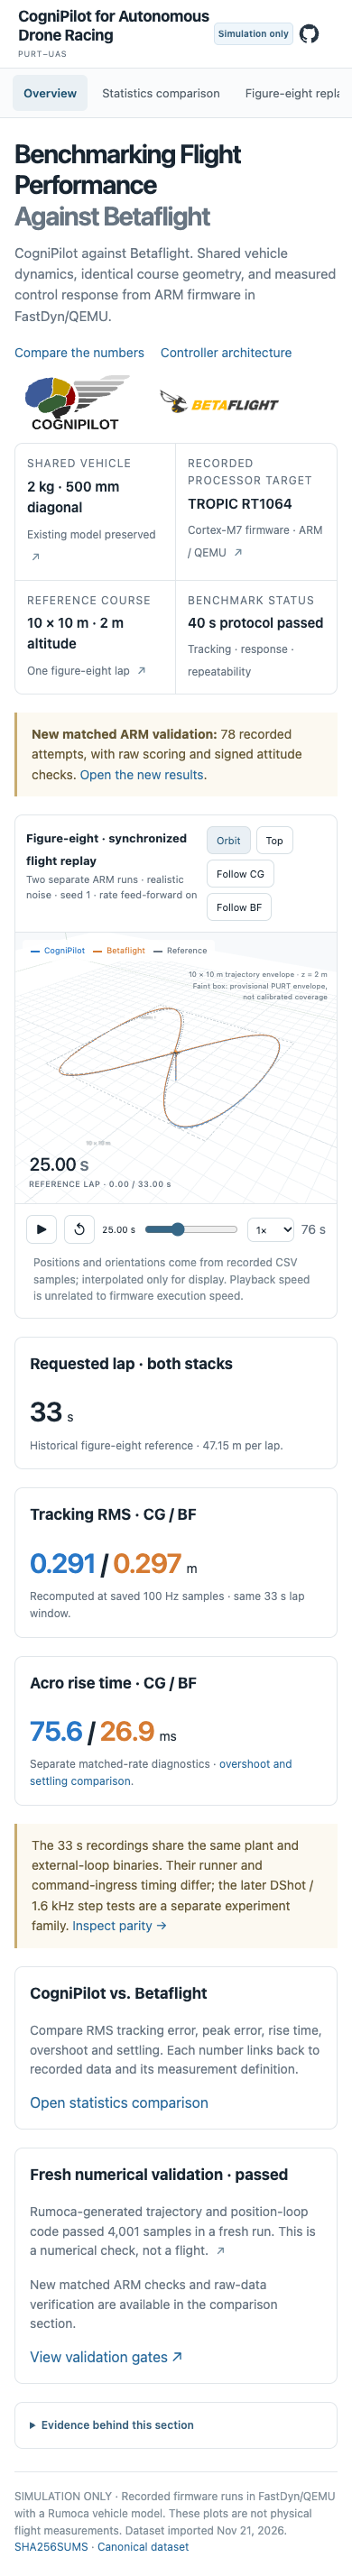 CogniPilot for Autonomous
Drone Racing
PURT–UAS
Simulation only
Overview
Statistics comparison
Figure-eight repla
Benchmarking Flight
Performance
Against Betaflight
CogniPilot against Betaflight. Shared vehicle
dynamics, identical course geometry, and measured
control response from ARM firmware in
FastDyn/QEMU.
Compare the numbers
Controller architecture
COGNIPILOT
BETAFLIGHT
SHARED VEHICLE
2 kg · 500 mm
diagonal
Existing model preserved
↗
RECORDED
PROCESSOR TARGET
TROPIC RT1064
Cortex-M7 firmware · ARM
/ QEMU ↗
REFERENCE COURSE
10 × 10 m · 2 m
altitude
One figure-eight lap ↗
BENCHMARK STATUS
40 s protocol passed
Tracking · response ·
repeatability
New matched ARM validation: 78 recorded
attempts, with raw scoring and signed attitude
checks. Open the new results.
Figure-eight · synchronized
flight replay
Two separate ARM runs · realistic
noise · seed 1 · rate feed-forward on
Orbit
Top
Follow CG
Follow BF
CogniPilot
Betaflight
Reference
10 × 10 m trajectory envelope · z = 2 m
Faint box: provisional PURT envelope,
not calibrated coverage
25.00 s
REFERENCE LAP · 0.00 / 33.00 s
25.00 s
1×
76 s
Positions and orientations come from recorded CSV
samples; interpolated only for display. Playback speed
is unrelated to firmware execution speed.
Requested lap · both stacks
33 s
Historical figure-eight reference · 47.15 m per lap.
Tracking RMS · CG / BF
0.291 / 0.297 m
Recomputed at saved 100 Hz samples · same 33 s lap
window.
Acro rise time · CG / BF
75.6 / 26.9 ms
Separate matched-rate diagnostics · overshoot and
settling comparison.
The 33 s recordings share the same plant and
external-loop binaries. Their runner and
command-ingress timing differ; the later DShot /
1.6 kHz step tests are a separate experiment
family. Inspect parity →
CogniPilot vs. Betaflight
Compare RMS tracking error, peak error, rise time,
overshoot and settling. Each number links back to
recorded data and its measurement definition.
Open statistics comparison
Fresh numerical validation · passed
Rumoca-generated trajectory and position-loop
code passed 4,001 samples in a fresh run. This is
a numerical check, not a flight. ↗
New matched ARM checks and raw-data
verification are available in the comparison
section.
View validation gates ↗
Evidence behind this section
SIMULATION ONLY · Recorded firmware runs in FastDyn/QEMU
with a Rumoca vehicle model. These plots are not physical
flight measurements. Dataset imported Nov 21, 2026.
SHA256SUMS · Canonical dataset